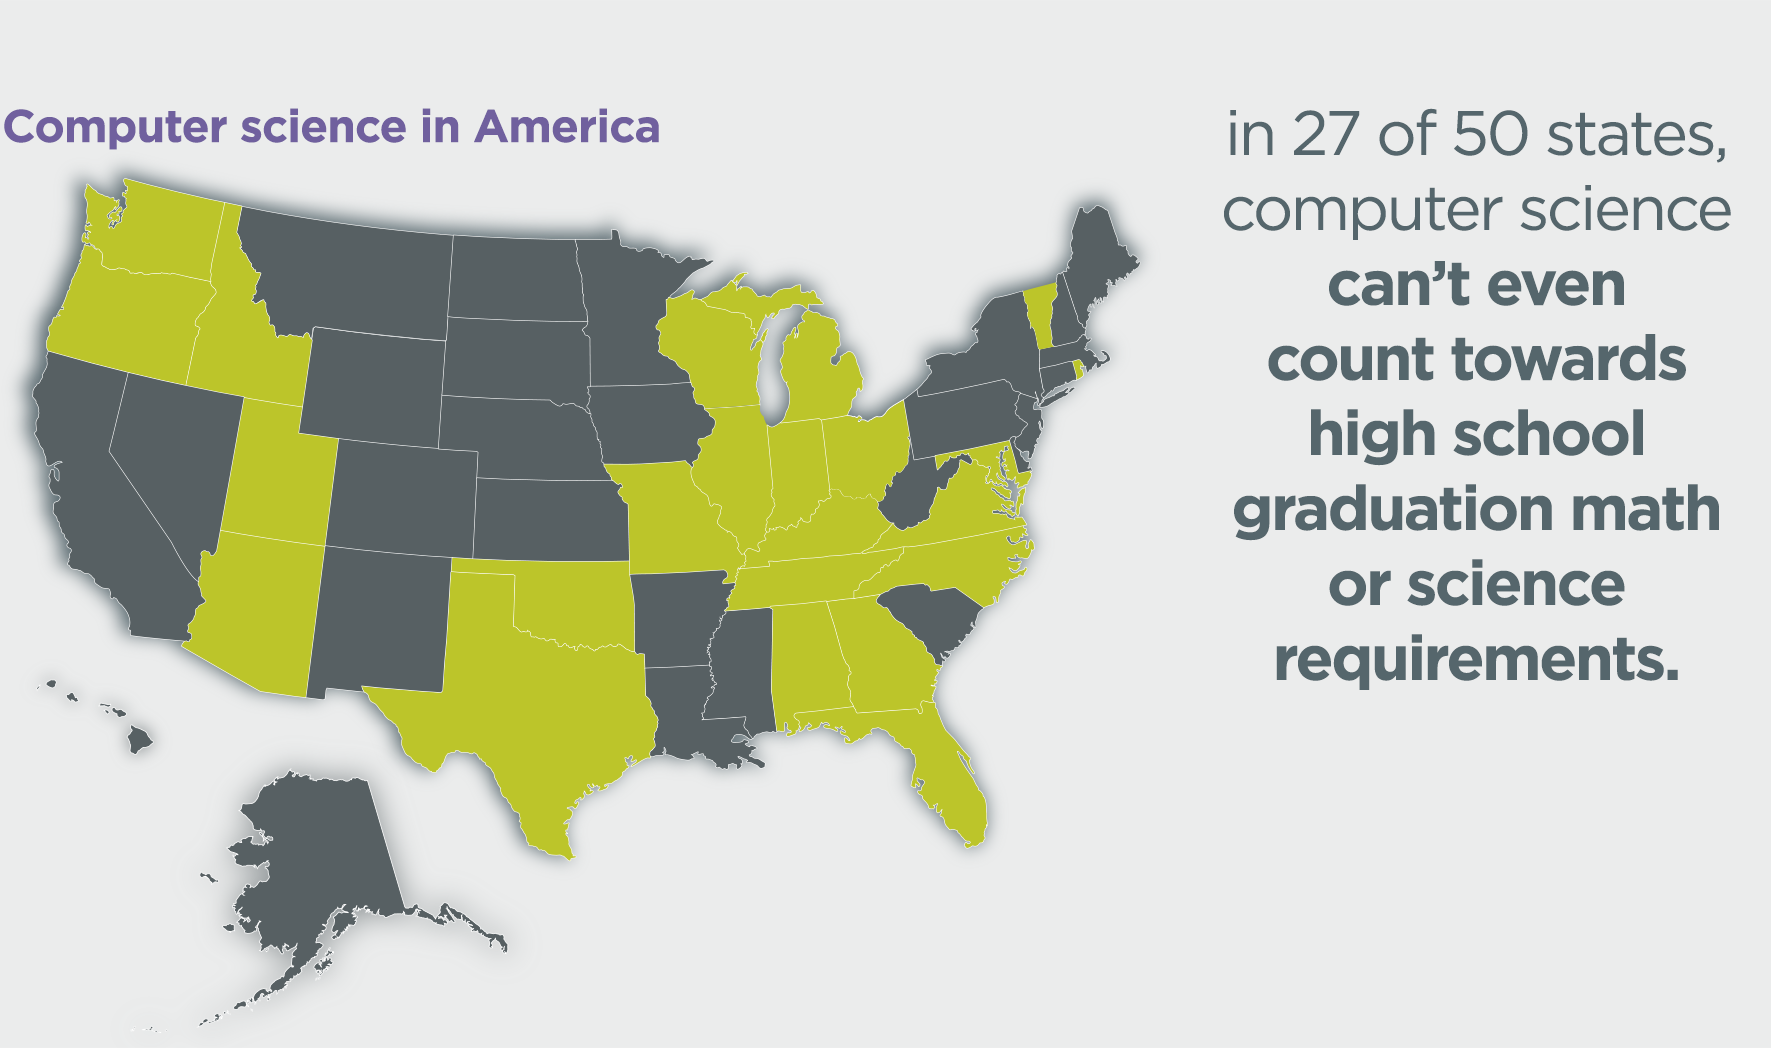 Computer science in America
in 27 of 50 states,
computer science
can't even
count towards
high school
graduation math
or science
requirements.